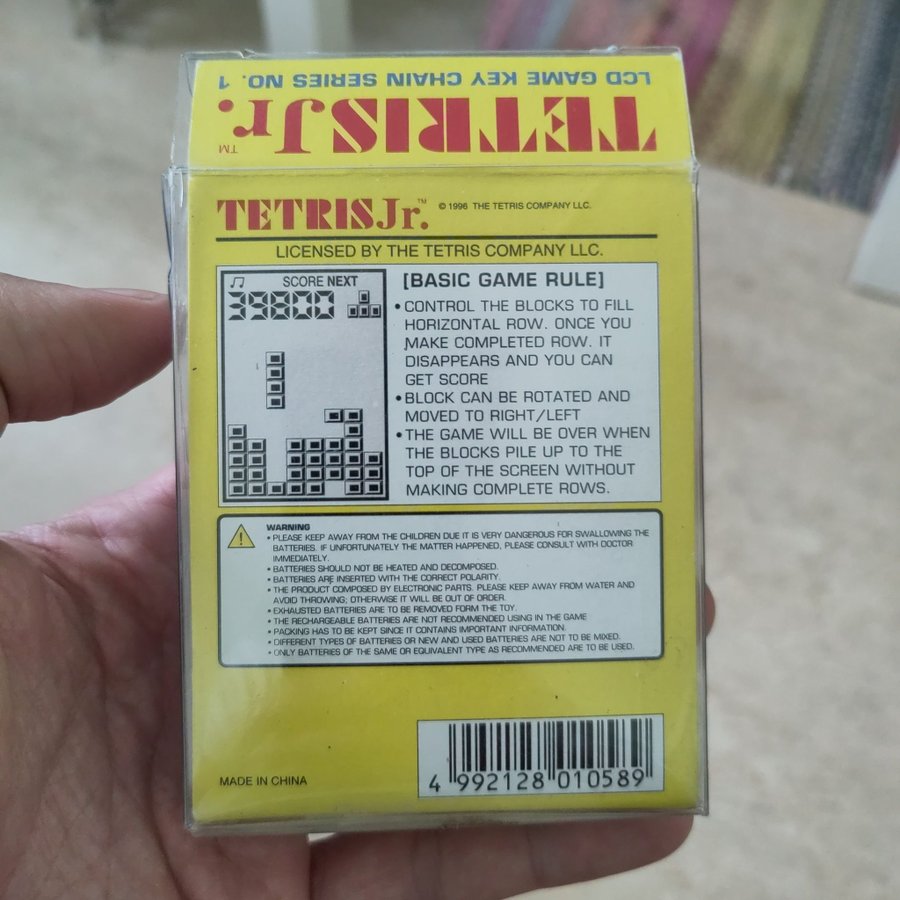 LCD GAME KEY CHAIN SERIES NO. 1
TETRIS Jr.™
TETRIS Jr.™ © 1996 THE TETRIS COMPANY LLC.
LICENSED BY THE TETRIS COMPANY LLC.
SCORE NEXT
39800
[BASIC GAME RULE]
• CONTROL THE BLOCKS TO FILL
HORIZONTAL ROW. ONCE YOU
MAKE COMPLETED ROW. IT
DISAPPEARS AND YOU CAN
GET SCORE
• BLOCK CAN BE ROTATED AND
MOVED TO RIGHT/LEFT
• THE GAME WILL BE OVER WHEN
THE BLOCKS PILE UP TO THE
TOP OF THE SCREEN WITHOUT
MAKING COMPLETE ROWS.
WARNING
• PLEASE KEEP AWAY FROM THE CHILDREN DUE IT IS VERY DANGEROUS FOR SWALLOWING THE
BATTERIES. IF UNFORTUNATELY THE MATTER HAPPENED, PLEASE CONSULT WITH DOCTOR
IMMEDIATELY.
• BATTERIES SHOULD NOT BE HEATED AND DECOMPOSED.
• BATTERIES ARE INSERTED WITH THE CORRECT POLARITY.
• THE PRODUCT COMPOSED BY ELECTRONIC PARTS. PLEASE KEEP AWAY FROM WATER AND
AVOID THROWING; OTHERWISE IT WILL BE OUT OF ORDER.
• EXHAUSTED BATTERIES ARE TO BE REMOVED FORM THE TOY.
• THE RECHARGEABLE BATTERIES ARE NOT RECOMMENDED USING IN THE GAME
• PACKING HAS TO BE KEPT SINCE IT CONTAINS IMPORTANT INFORMATION.
• DIFFERENT TYPES OF BATTERIES OR NEW AND USED BATTERIES ARE NOT TO BE MIXED.
• ONLY BATTERIES OF THE SAME OR EQUIVALENT TYPE AS RECOMMENDED ARE TO BE USED.
MADE IN CHINA
4 992128 010589